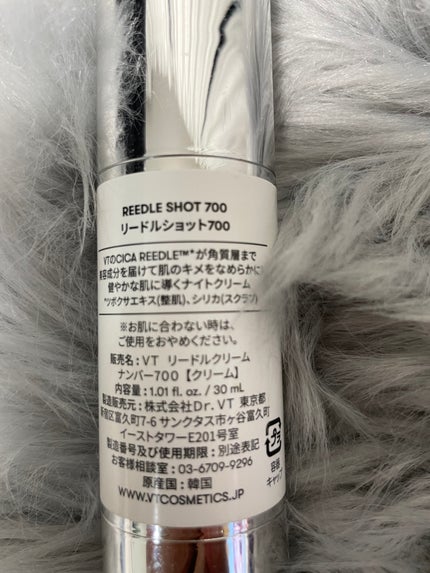 REEDLE SHOT 700
リードルショット700
VTのCICA REEDLE™*が角質層まで
美容成分を届けて肌のキメをなめらかに、
健やかな肌に導くナイトクリーム
*ツボクサエキス(整肌)、シリカ(スクラブ)
※お肌に合わない時は、
ご使用をおやめください。
販売名:VT リードルクリーム
ナンバー700【クリーム】
内容量:1.01 fl. oz. / 30 mL
製造販売元:株式会社Dr. VT 東京都
新宿区富久町7-6 サンクタス市ヶ谷富久町
イーストタワーE201号室
製造番号及び使用期限:別途表記
お客様相談室:03-6709-9296
原産国:韓国
WWW.VTCOSMETICS.JP
プラ
容器
キャップ